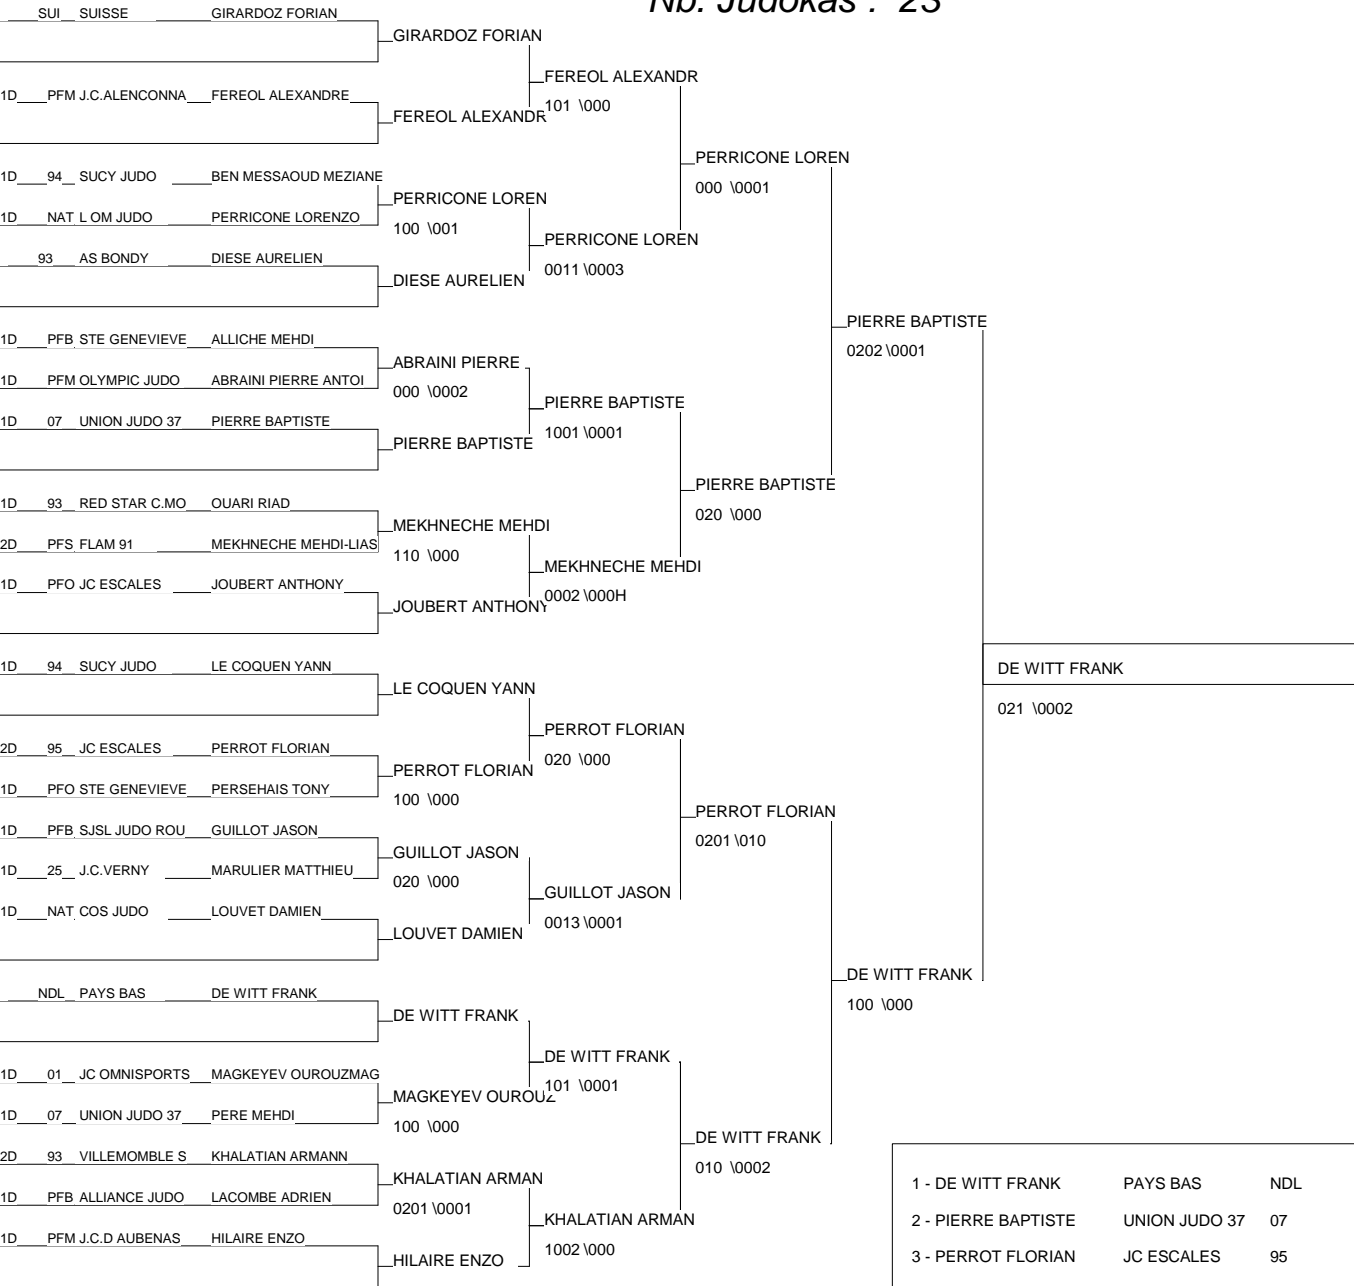 Nb. Judokas : 23
SUI SUISSE GIRARDOZ FORIAN
GIRARDOZ FORIAN
FEREOL ALEXANDR
101 \000
1D PFM J.C.ALENCONNA FEREOL ALEXANDRE
FEREOL ALEXANDR
PERRICONE LOREN
000 \0001
1D 94 SUCY JUDO BEN MESSAOUD MEZIANE
PERRICONE LOREN
100 \001
1D NAT L OM JUDO PERRICONE LORENZO
PERRICONE LOREN
0011 \0003
93 AS BONDY DIESE AURELIEN
DIESE AURELIEN
PIERRE BAPTISTE
0202 \0001
1D PFB STE GENEVIEVE ALLICHE MEHDI
ABRAINI PIERRE
000 \0002
1D PFM OLYMPIC JUDO ABRAINI PIERRE ANTOI
PIERRE BAPTISTE
1001 \0001
1D 07 UNION JUDO 37 PIERRE BAPTISTE
PIERRE BAPTISTE
PIERRE BAPTISTE
020 \000
1D 93 RED STAR C.MO OUARI RIAD
MEKHNECHE MEHDI
110 \000
2D PFS FLAM 91 MEKHNECHE MEHDI-LIAS
MEKHNECHE MEHDI
0002 \000H
1D PFO JC ESCALES JOUBERT ANTHONY
JOUBERT ANTHONY
1D 94 SUCY JUDO LE COQUEN YANN
DE WITT FRANK
021 \0002
LE COQUEN YANN
PERROT FLORIAN
020 \000
2D 95 JC ESCALES PERROT FLORIAN
PERROT FLORIAN
100 \000
1D PFO STE GENEVIEVE PERSEHAIS TONY
PERROT FLORIAN
0201 \010
1D PFB SJSL JUDO ROU GUILLOT JASON
GUILLOT JASON
020 \000
1D 25 J.C.VERNY MARULIER MATTHIEU
GUILLOT JASON
0013 \0001
1D NAT COS JUDO LOUVET DAMIEN
LOUVET DAMIEN
DE WITT FRANK
100 \000
NDL PAYS BAS DE WITT FRANK
DE WITT FRANK
DE WITT FRANK
101 \0001
1D 01 JC OMNISPORTS MAGKEYEV OUROUZMAG
MAGKEYEV OUROUZ
100 \000
1D 07 UNION JUDO 37 PERE MEHDI
DE WITT FRANK
010 \0002
2D 93 VILLEMOMBLE S KHALATIAN ARMANN
KHALATIAN ARMAN
0201 \0001
1D PFB ALLIANCE JUDO LACOMBE ADRIEN
KHALATIAN ARMAN
1002 \000
1D PFM J.C.D AUBENAS HILAIRE ENZO
HILAIRE ENZO
1 - DE WITT FRANK PAYS BAS NDL
2 - PIERRE BAPTISTE UNION JUDO 37 07
3 - PERROT FLORIAN JC ESCALES 95